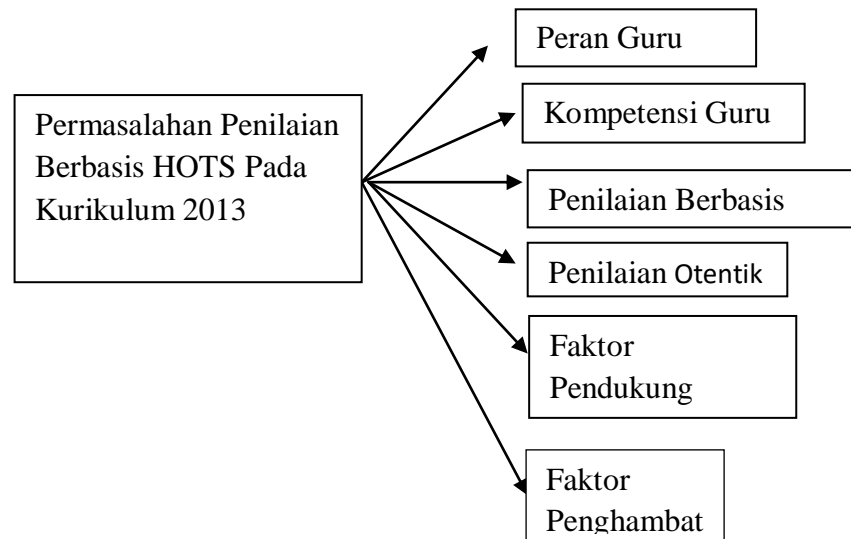 Permasalahan Penilaian
Berbasis HOTS Pada
Kurikulum 2013
Peran Guru
Kompetensi Guru
Penilaian Berbasis
Penilaian Otentik
Faktor
Pendukung
Faktor
Penghambat